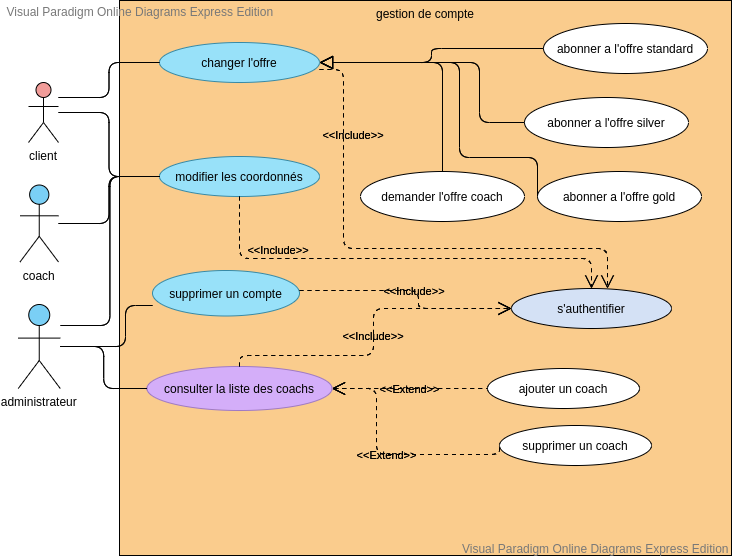 Visual Paradigm Online Diagrams Express Edition
gestion de compte
changer l'offre
abonner a l'offre standard
client
<<Include>>
abonner a l'offre silver
modifier les coordonnés
demander l'offre coach
abonner a l'offre gold
coach
<<Include>>
supprimer un compte
<<Include>>
s'authentifier
<<Include>>
administrateur
consulter la liste des coachs
<<Extend>>
ajouter un coach
<<Extend>>
supprimer un coach
Visual Paradigm Online Diagrams Express Edition